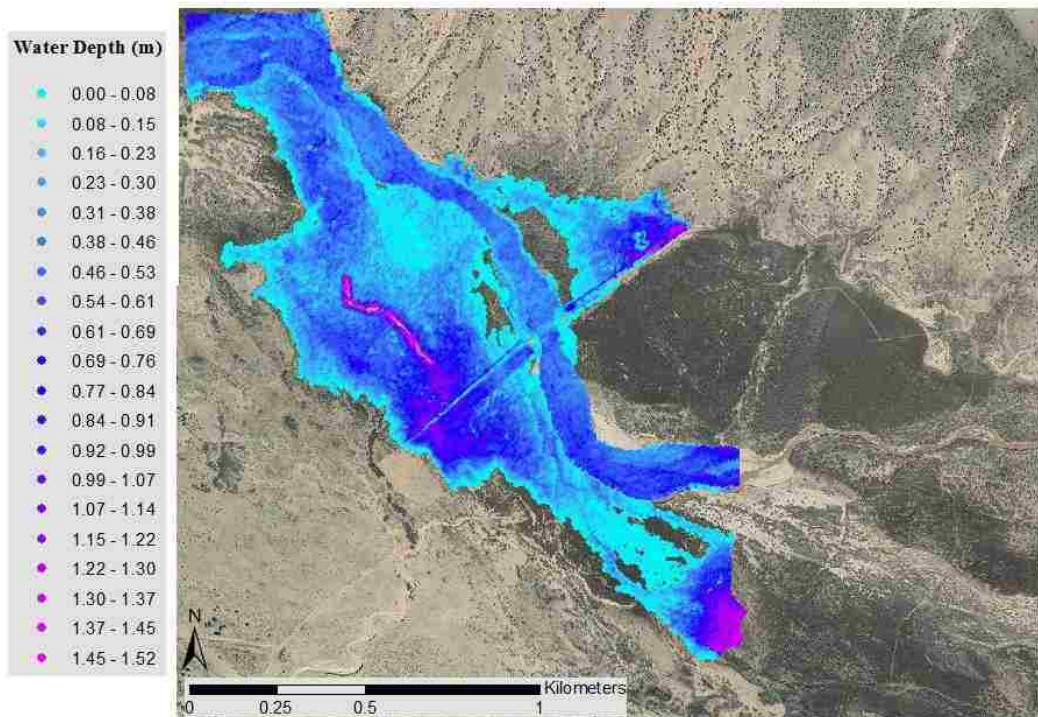 Water Depth (m)
0.00 - 0.08
0.08 - 0.15
0.16 - 0.23
0.23 - 0.30
0.31 - 0.38
0.38 - 0.46
0.46 - 0.53
0.54 - 0.61
0.61 - 0.69
0.69 - 0.76
0.77 - 0.84
0.84 - 0.91
0.92 - 0.99
0.99 - 1.07
1.07 - 1.14
1.15 - 1.22
1.22 - 1.30
1.30 - 1.37
1.37 - 1.45
1.45 - 1.52
N
Kilometers
0 0.25 0.5 1